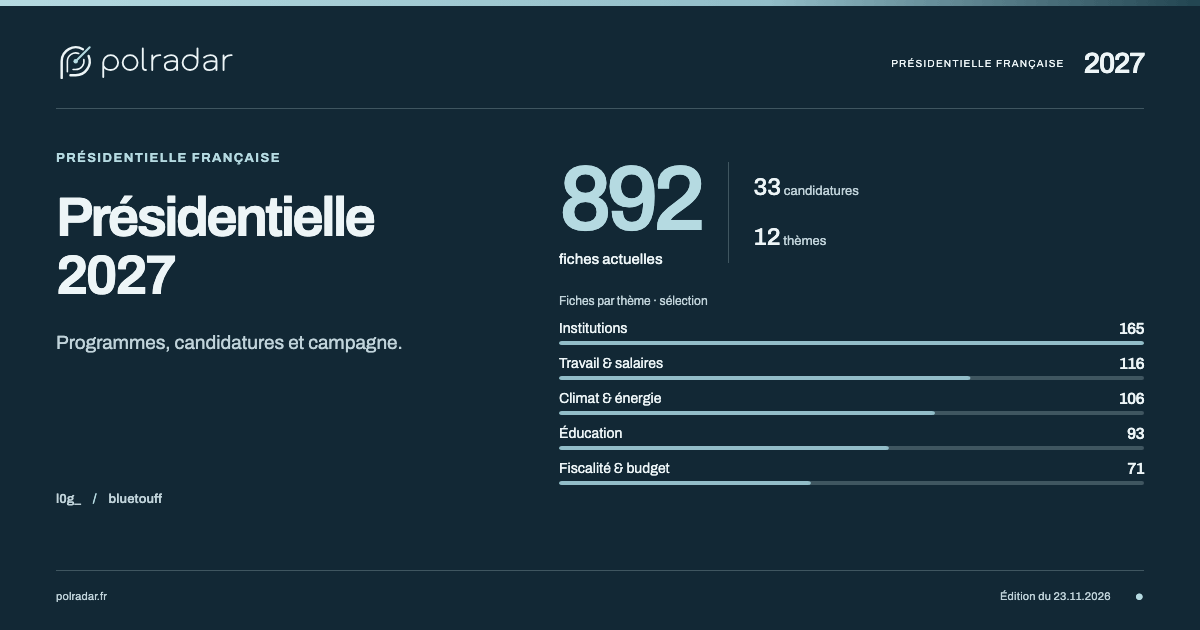 polradar
PRÉSIDENTIELLE FRANÇAISE 2027
PRÉSIDENTIELLE FRANÇAISE
Présidentielle
2027
Programmes, candidatures et campagne.
l0g_ / bluetouff
892
fiches actuelles
33 candidatures
12 thèmes
Fiches par thème · sélection
Institutions 165
Travail & salaires 116
Climat & énergie 106
Éducation 93
Fiscalité & budget 71
polradar.fr
Édition du 23.11.2026